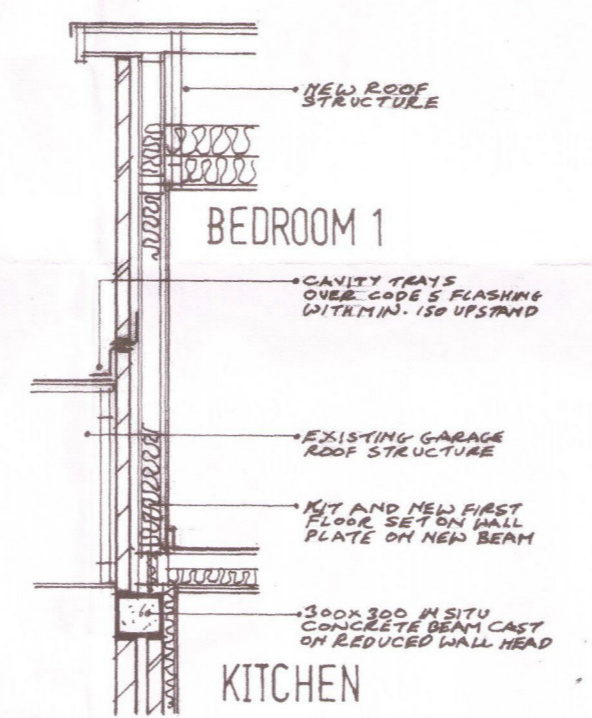 NEW ROOF
STRUCTURE
BEDROOM 1
CAVITY TRAYS
OVER CODE 5 FLASHING
WITH MIN. 150 UPSTAND
EXISTING GARAGE
ROOF STRUCTURE
KIT AND NEW FIRST
FLOOR SET ON WALL
PLATE ON NEW BEAM
300X300 IN SITU
CONCRETE BEAM CAST
ON REDUCED WALL HEAD
KITCHEN